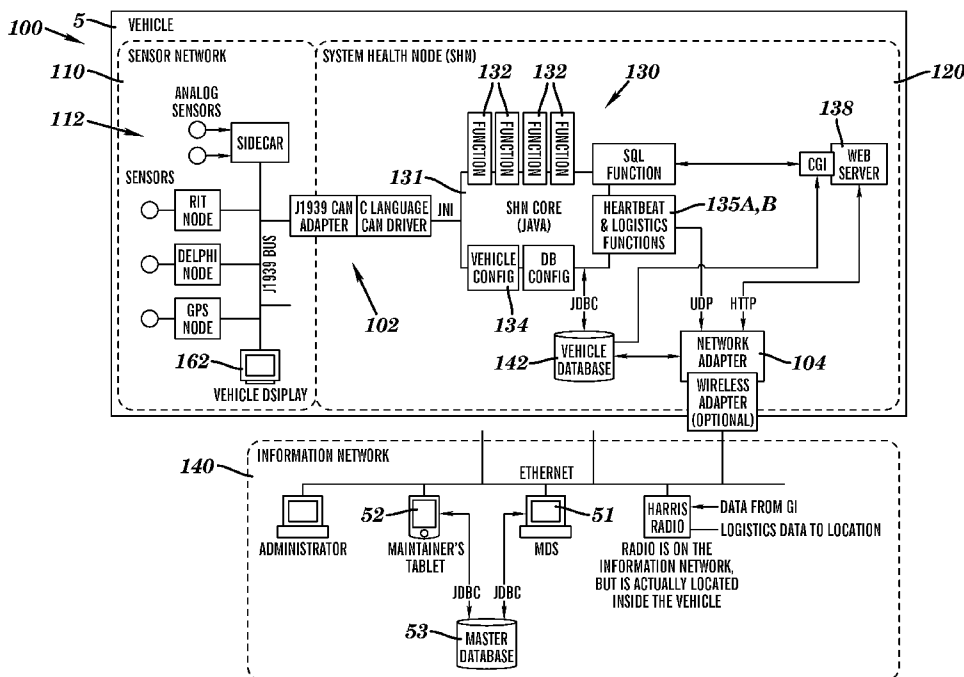 5
VEHICLE
100
SENSOR NETWORK
SYSTEM HEALTH NODE (SHN)
110
120
132
132
130
ANALOG
SENSORS
112
138
SIDECAR
FUNCTION
FUNCTION
FUNCTION
FUNCTION
SQL
FUNCTION
CGI
WEB
SERVER
131
SENSORS
RIT
NODE
J1939 CAN
ADAPTER
C LANGUAGE
CAN DRIVER
JNI
SHN CORE
(JAVA)
HEARTBEAT
& LOGISTICS
FUNCTIONS
135A,B
DELPHI
NODE
J1939 BUS
VEHICLE
CONFIG
DB
CONFIG
102
134
JDBC
UDP
HTTP
GPS
NODE
162
VEHICLE DSIPLAY
142
VEHICLE
DATABASE
NETWORK
ADAPTER
104
WIRELESS
ADAPTER
(OPTIONAL)
INFORMATION NETWORK
140
ETHERNET
52
51
ADMINISTRATOR
MAINTAINER'S
TABLET
MDS
HARRIS
RADIO
DATA FROM GI
LOGISTICS DATA TO LOCATION
RADIO IS ON THE
INFORMATION NETWORK,
BUT IS ACTUALLY LOCATED
INSIDE THE VEHICLE
JDBC
JDBC
53
MASTER
DATABASE